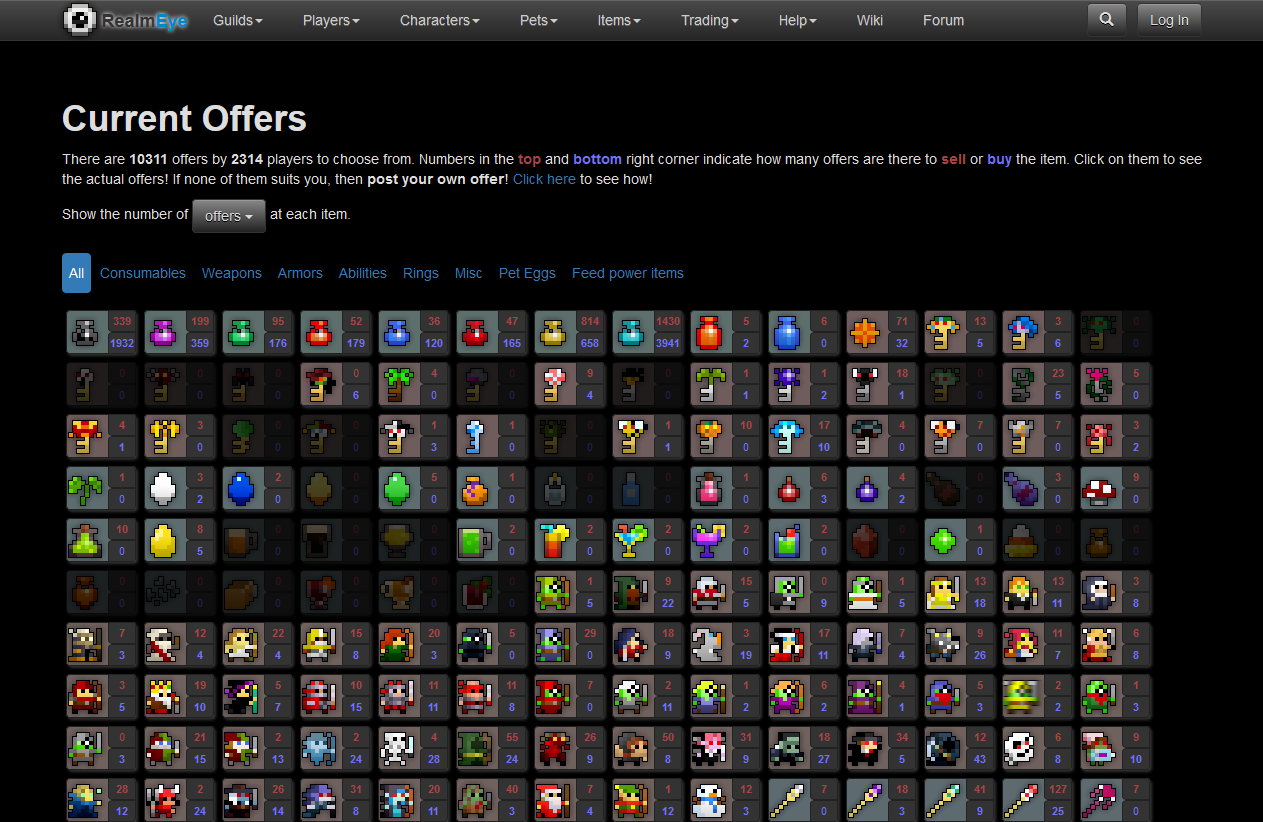 RealmEye Guilds Players Characters Pets Items Trading Help Wiki Forum Log In
Current Offers
There are 10311 offers by 2314 players to choose from. Numbers in the top and bottom right corner indicate how many offers are there to sell or buy the item. Click on them to see
the actual offers! If none of them suits you, then post your own offer! Click here to see how!
Show the number of offers at each item.
All Consumables Weapons Armors Abilities Rings Misc Pet Eggs Feed power items
339 199 95 52 36 47 814 1430 5 6 71 13 3 0
1932 359 176 179 120 165 658 3941 2 0 32 5 6 0
0 0 0 0 4 0 9 0 1 1 18 0 23 5
0 0 0 6 0 0 4 0 1 2 1 0 5 0
4 3 0 0 1 1 0 1 10 17 4 7 7 3
1 0 0 0 3 0 0 1 0 10 0 0 0 2
1 3 2 0 5 1 0 0 1 6 4 0 3 9
0 2 0 0 0 0 0 0 0 3 2 0 0 0
10 8 0 0 0 2 2 2 2 2 0 1 0 0
0 5 0 0 0 0 0 0 0 0 0 0 0 0
0 0 0 0 0 0 1 9 15 0 1 13 13 3
0 0 0 0 0 0 5 22 5 9 5 18 11 8
7 12 22 15 20 5 29 18 3 17 7 9 11 6
3 4 4 8 3 0 0 9 19 11 4 26 7 8
3 19 5 10 11 11 7 2 1 6 4 5 2 1
5 10 7 15 11 8 0 11 2 2 1 3 2 3
0 21 2 2 4 55 26 50 31 18 34 12 6 9
3 15 13 24 28 24 9 8 9 27 5 43 8 10
28 2 26 31 20 40 7 1 12 7 18 41 127 7
12 24 14 8 11 3 4 12 3 0 3 9 25 0